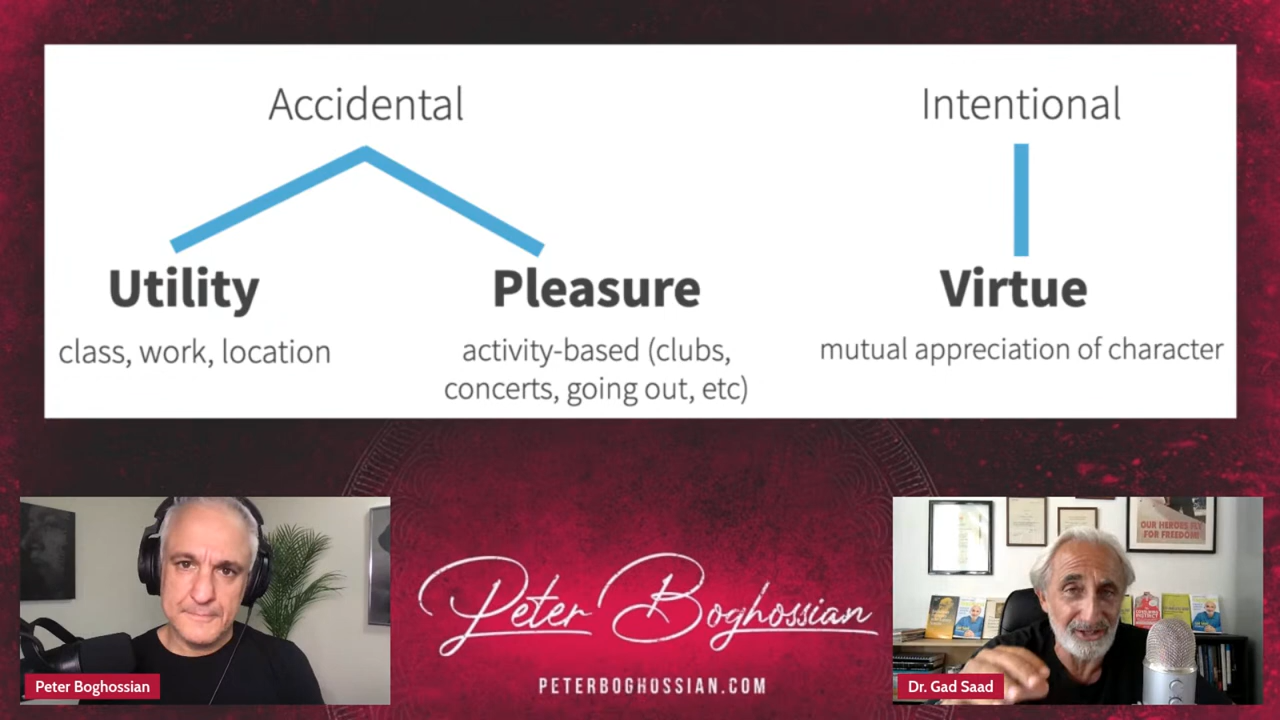 Accidental
Intentional
Utility
Pleasure
Virtue
class, work, location
activity-based (clubs,
concerts, going out, etc)
mutual appreciation of character
OUR HEROES FLY
FOR FREEDOM!
Peter Boghossian
PETERBOGHOSSIAN.COM
Peter Boghossian
Dr. Gad Saad